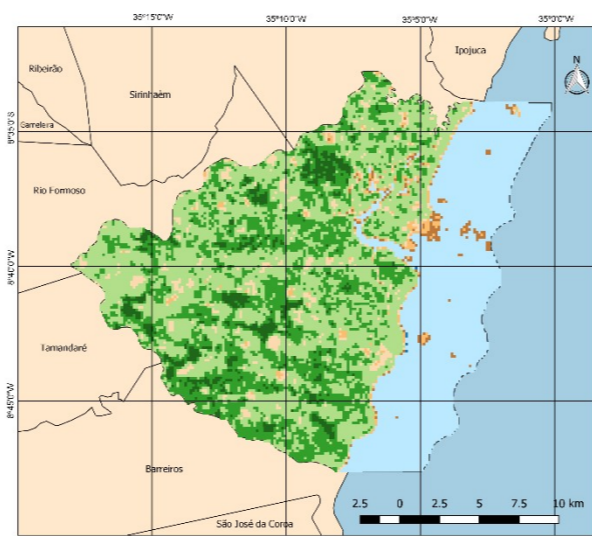 35°15'0"W 35°10'0"W 35°5'0"W 35°0'0"W
Ipojuca
N
Ribeirão
Sirinhaém
Gameleira
8°35'0"S
Rio Formoso
8°40'0"W
Tamandaré
8°45'0"W
Barreiros
2.5 0 2.5 5 7.5 10 km
São José da Coroa